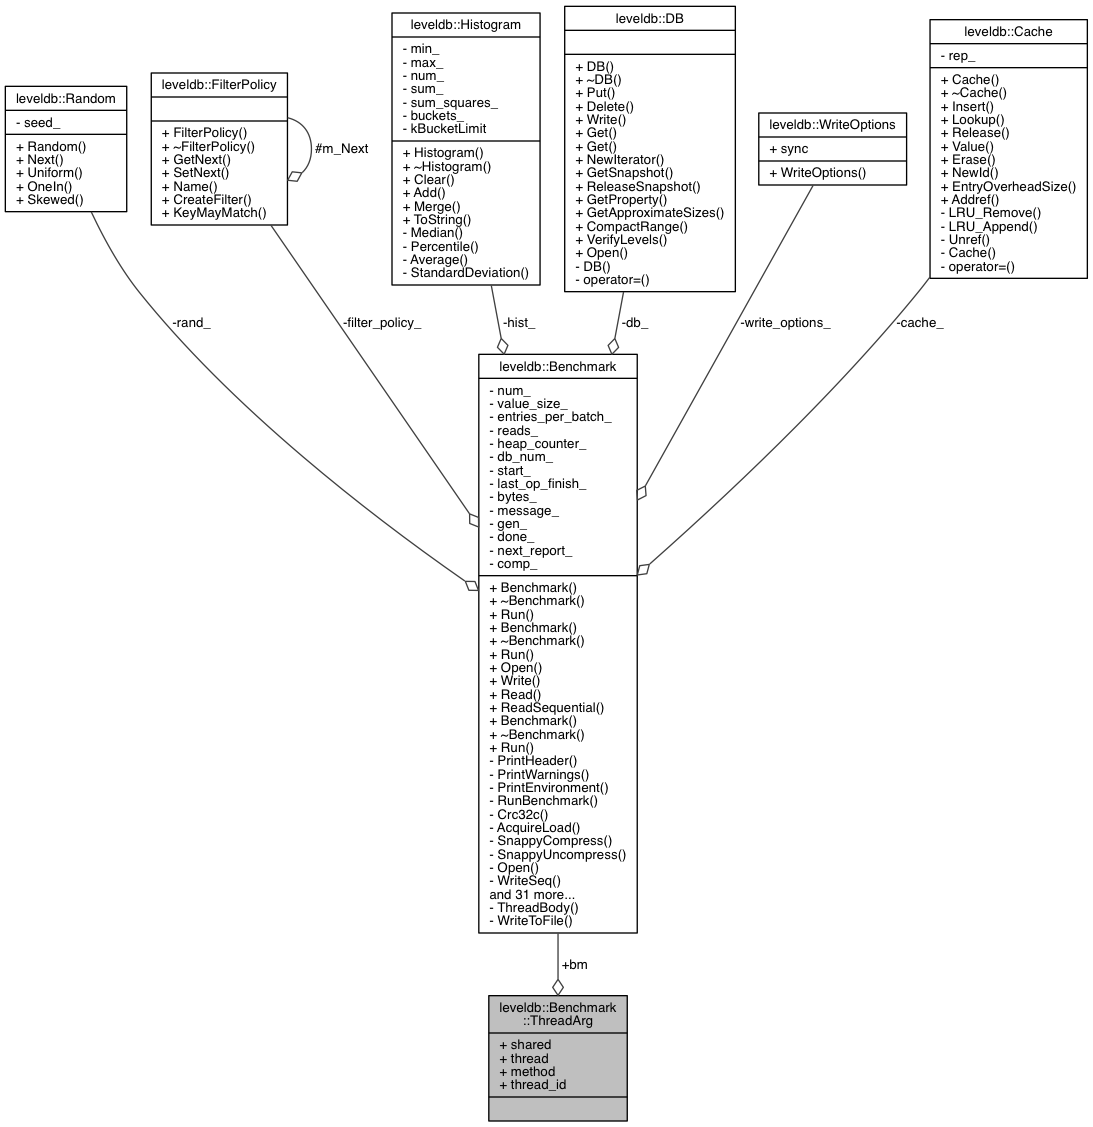 leveldb::Random
- seed_
+ Random()
+ Next()
+ Uniform()
+ OneIn()
+ Skewed()
leveldb::FilterPolicy
+ FilterPolicy()
+ ~FilterPolicy()
+ GetNext()
+ SetNext()
+ Name()
+ CreateFilter()
+ KeyMayMatch()
#m_Next
leveldb::Histogram
- min_
- max_
- num_
- sum_
- sum_squares_
- buckets_
- kBucketLimit
+ Histogram()
+ ~Histogram()
+ Clear()
+ Add()
+ Merge()
+ ToString()
- Median()
- Percentile()
- Average()
- StandardDeviation()
leveldb::DB
+ DB()
+ ~DB()
+ Put()
+ Delete()
+ Write()
+ Get()
+ Get()
+ NewIterator()
+ GetSnapshot()
+ ReleaseSnapshot()
+ GetProperty()
+ GetApproximateSizes()
+ CompactRange()
+ VerifyLevels()
+ Open()
- DB()
- operator=()
leveldb::WriteOptions
+ sync
+ WriteOptions()
leveldb::Cache
- rep_
+ Cache()
+ ~Cache()
+ Insert()
+ Lookup()
+ Release()
+ Value()
+ Erase()
+ NewId()
+ EntryOverheadSize()
+ Addref()
- LRU_Remove()
- LRU_Append()
- Unref()
- Cache()
- operator=()
-rand_
-filter_policy_
-hist_
-db_
-write_options_
-cache_
leveldb::Benchmark
- num_
- value_size_
- entries_per_batch_
- reads_
- heap_counter_
- db_num_
- start_
- last_op_finish_
- bytes_
- message_
- gen_
- done_
- next_report_
- comp_
+ Benchmark()
+ ~Benchmark()
+ Run()
+ Benchmark()
+ ~Benchmark()
+ Run()
+ Open()
+ Write()
+ Read()
+ ReadSequential()
+ Benchmark()
+ ~Benchmark()
+ Run()
- PrintHeader()
- PrintWarnings()
- PrintEnvironment()
- RunBenchmark()
- Crc32c()
- AcquireLoad()
- SnappyCompress()
- SnappyUncompress()
- Open()
- WriteSeq()
and 31 more...
- ThreadBody()
- WriteToFile()
+bm
leveldb::Benchmark
::ThreadArg
+ shared
+ thread
+ method
+ thread_id